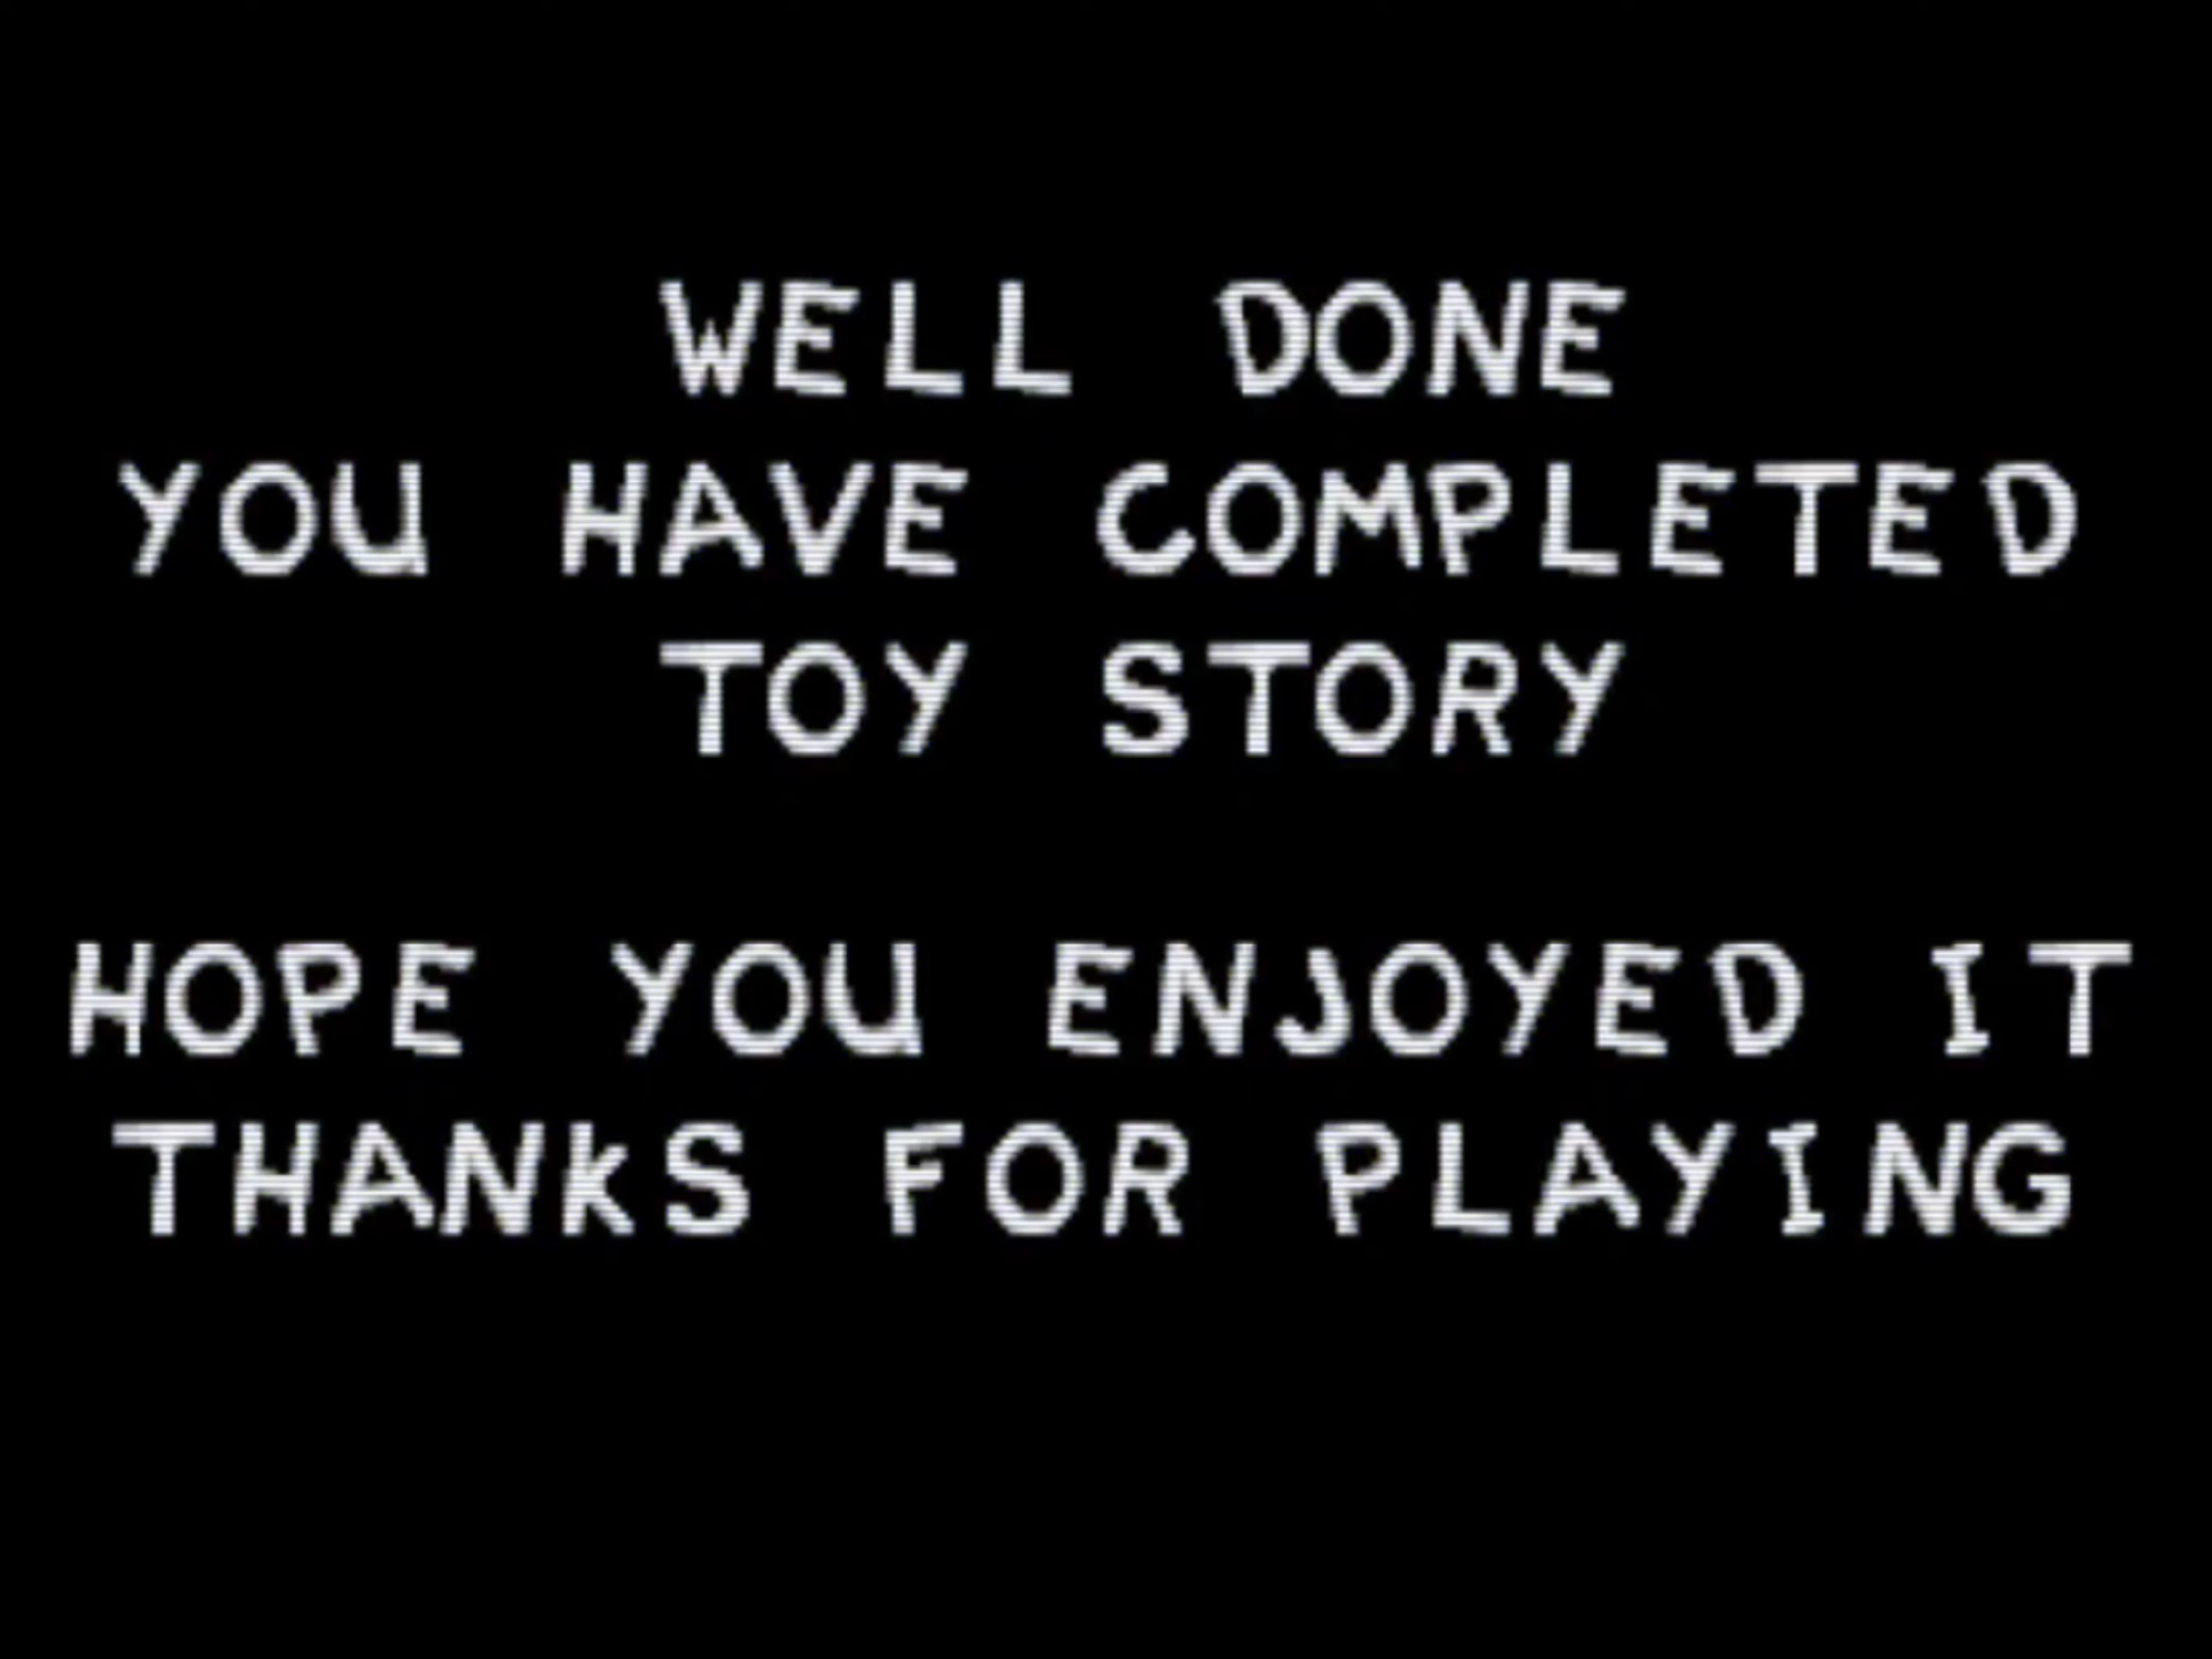 WELL DONE
YOU HAVE COMPLETED
TOY STORY
HOPE YOU ENJOYED IT
THANKS FOR PLAYING